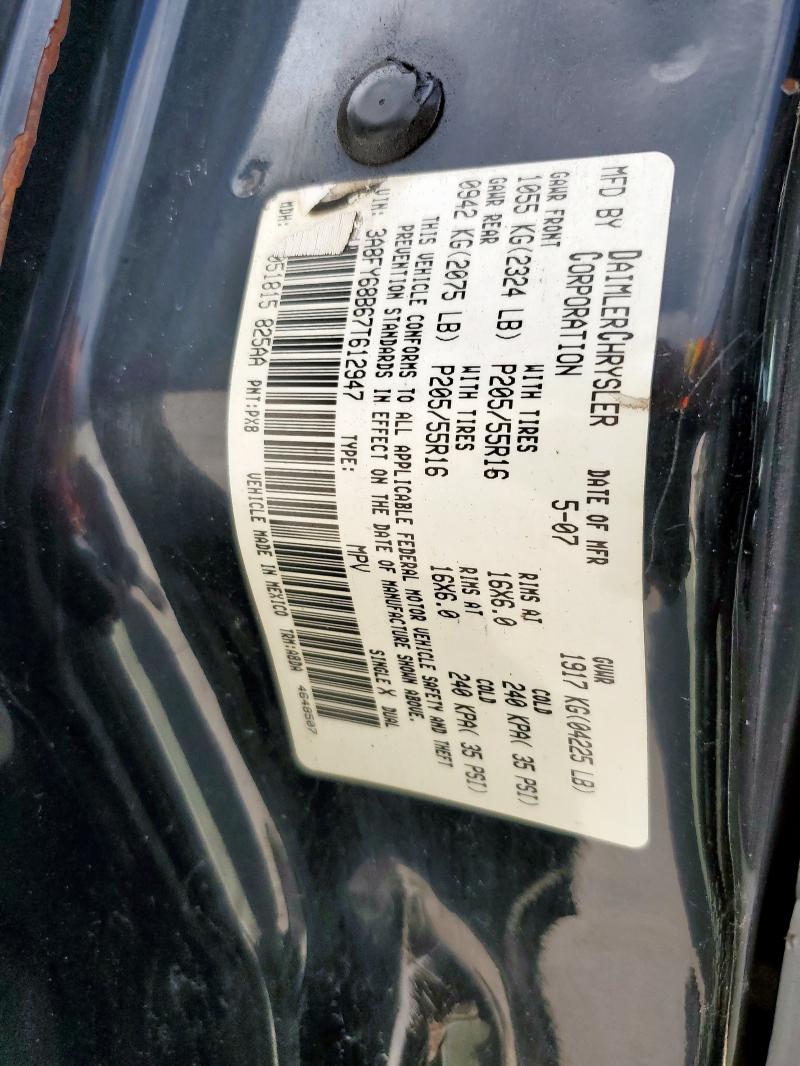 MFD BY DAIMLERCHRYSLER CORPORATION DATE OF MFR 5-07 GVWR 1917 KG(04225 LB)
GAWR FRONT WITH TIRES RIMS AT COLD
1055 KG(2324 LB) P205/55R16 16X6.0 240 KPA( 35 PSI)
GAWR REAR WITH TIRES RIMS AT COLD
0942 KG(2075 LB) P205/55R16 16X6.0 240 KPA( 35 PSI)
THIS VEHICLE CONFORMS TO ALL APPLICABLE FEDERAL MOTOR VEHICLE SAFETY AND THEFT
PREVENTION STANDARDS IN EFFECT ON THE DATE OF MANUFACTURE SHOWN ABOVE.
VIN: 3A8FY68B67T612947 TYPE: MPV SINGLE X DUAL
MDH: 051815 825AA PNT:PX8 VEHICLE MADE IN MEXICO TRM:ABDA 4648507